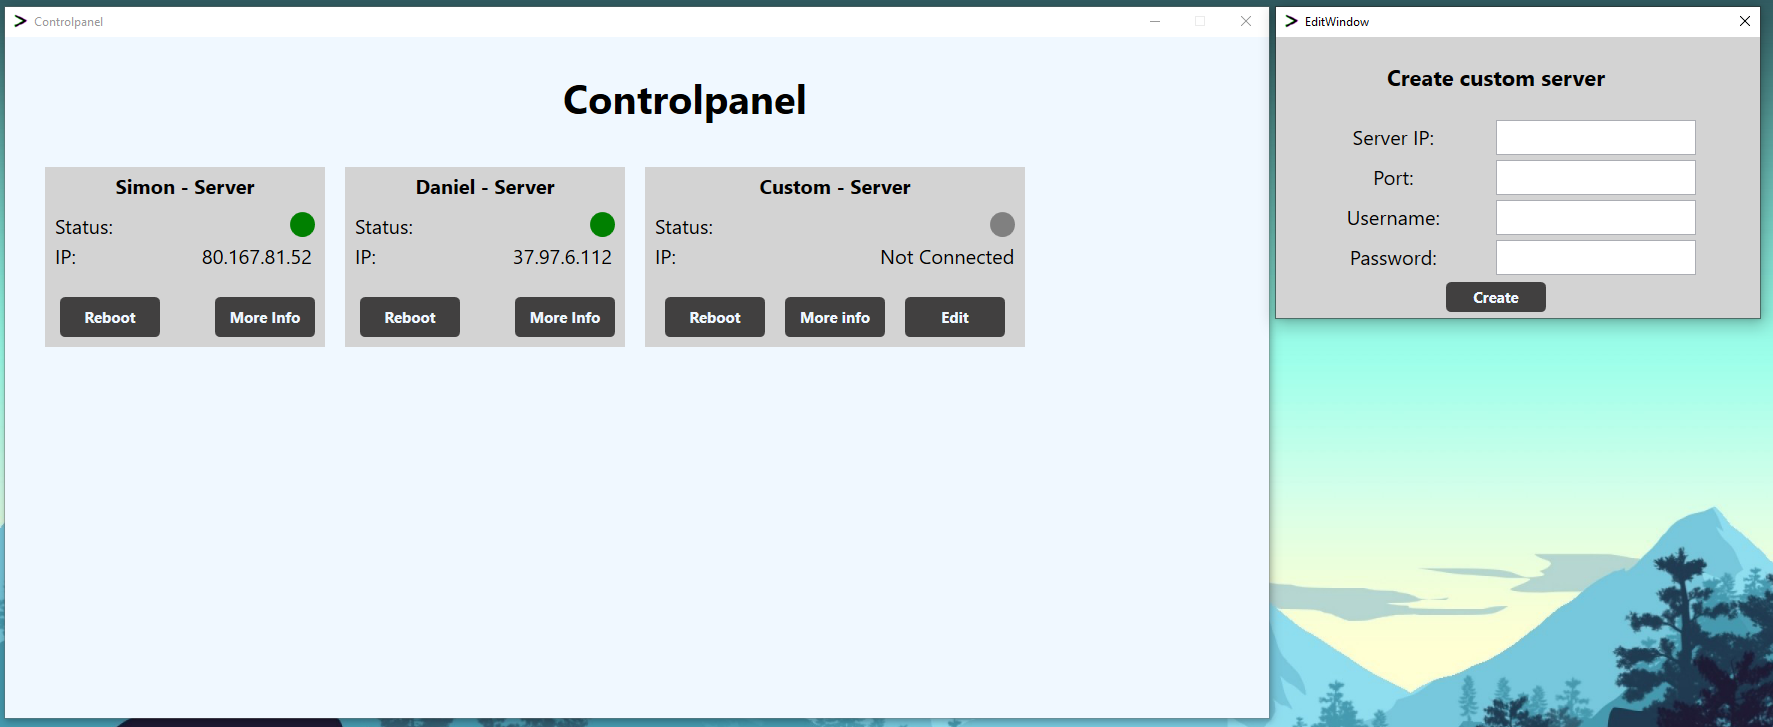 Controlpanel
Controlpanel
Simon - Server
Status:
IP: 80.167.81.52
Reboot More Info
Daniel - Server
Status:
IP: 37.97.6.112
Reboot More Info
Custom - Server
Status:
IP: Not Connected
Reboot More info Edit
EditWindow
Create custom server
Server IP:
Port:
Username:
Password:
Create